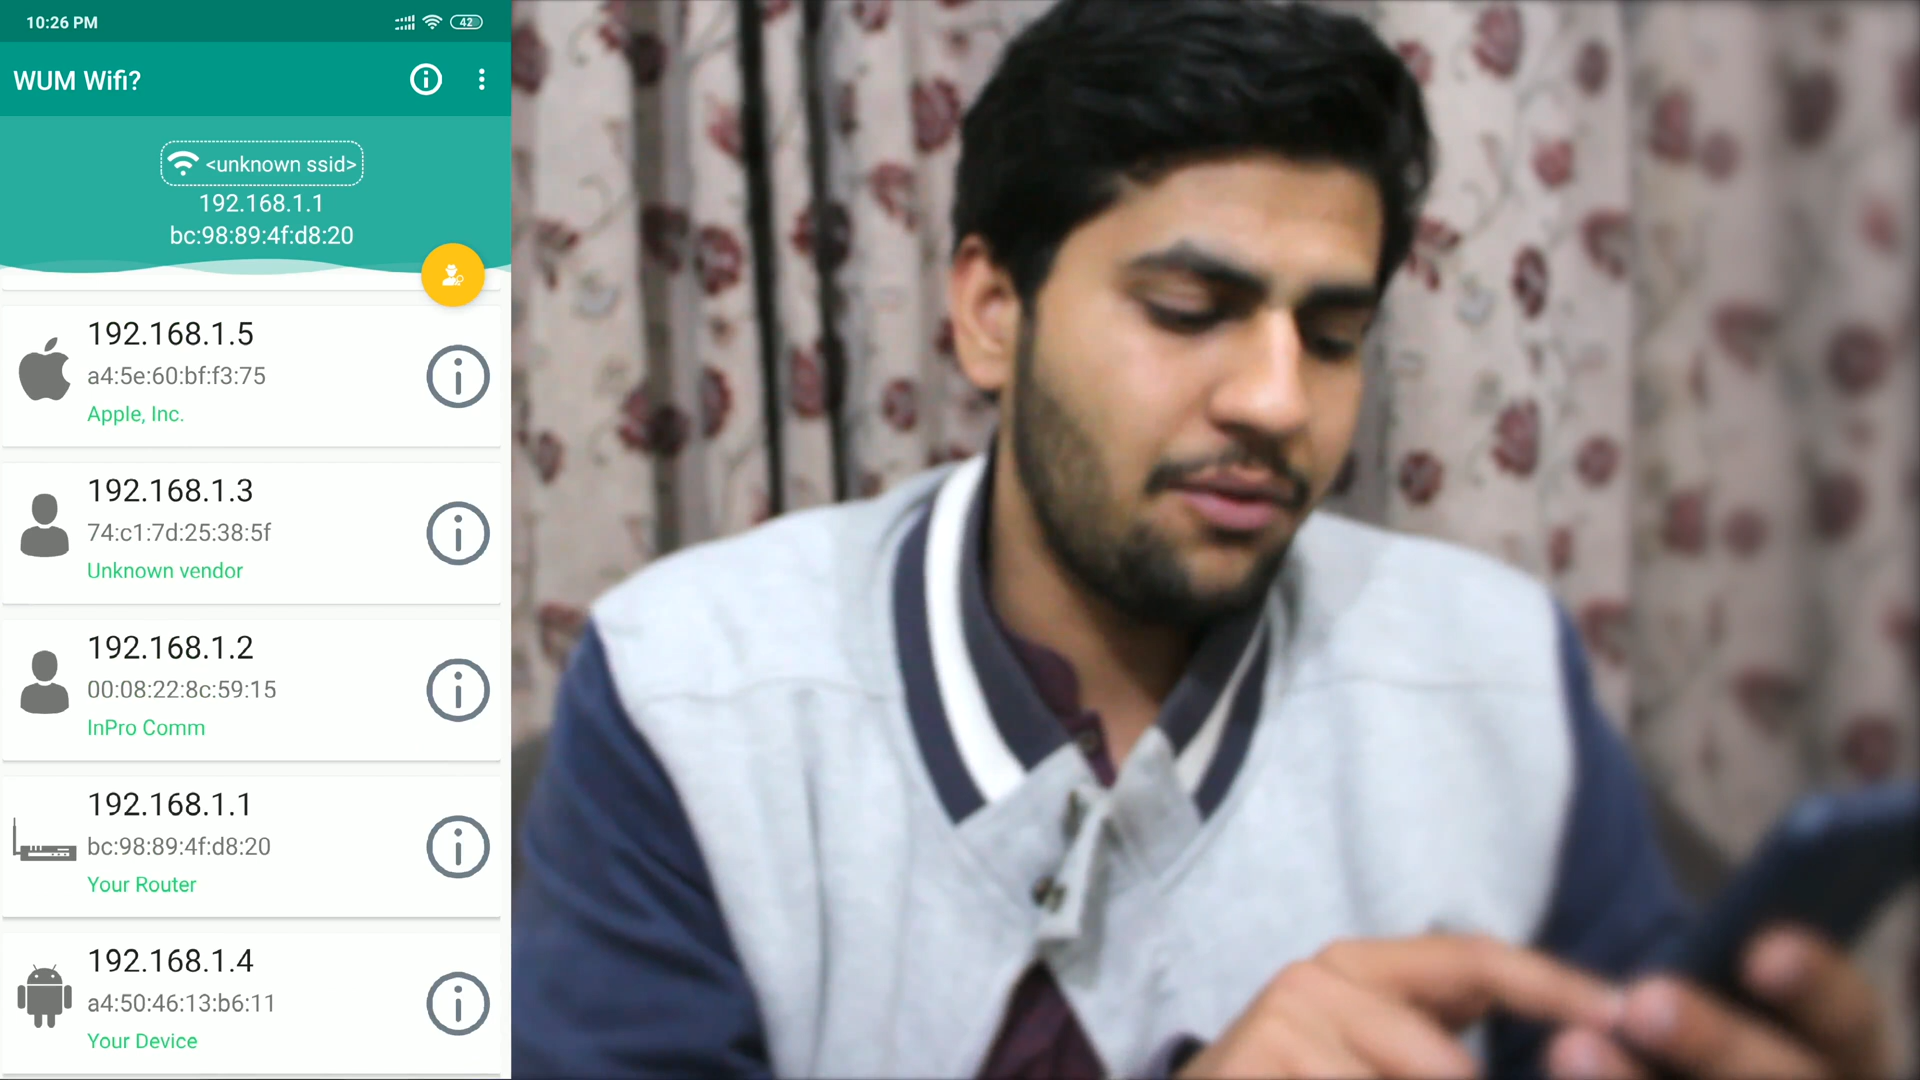 10:26 PM
42
WUM Wifi?
<unknown ssid>
192.168.1.1
bc:98:89:4f:d8:20
192.168.1.5
a4:5e:60:bf:f3:75
Apple, Inc.
192.168.1.3
74:c1:7d:25:38:5f
Unknown vendor
192.168.1.2
00:08:22:8c:59:15
InPro Comm
192.168.1.1
bc:98:89:4f:d8:20
Your Router
192.168.1.4
a4:50:46:13:b6:11
Your Device